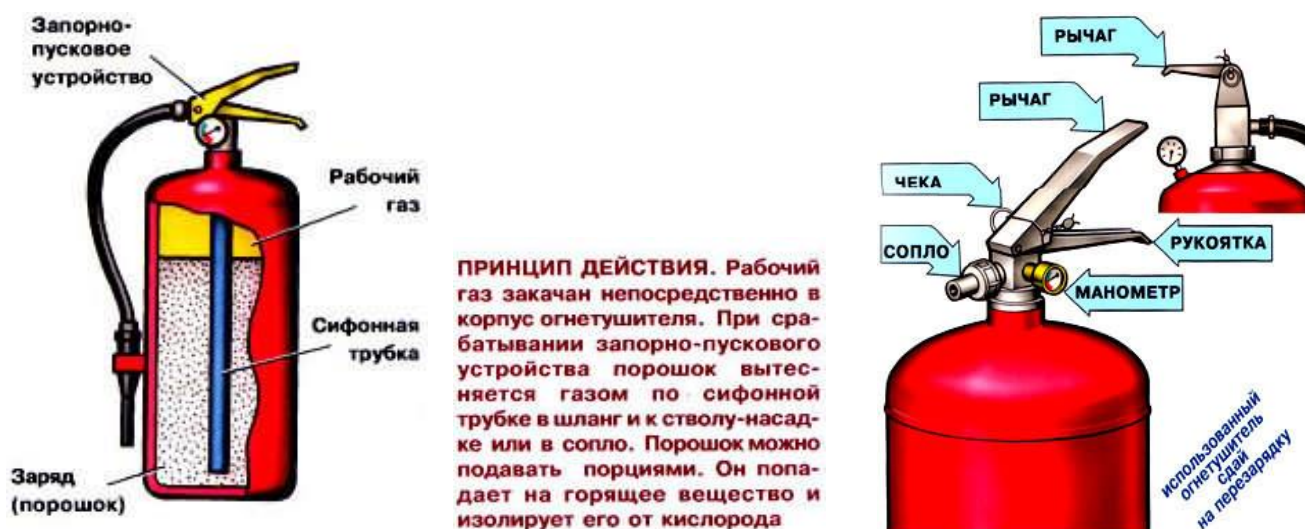 Запорно-
пусковое
устройство
Рабочий
газ
Сифонная
трубка
Заряд
(порошок)
ПРИНЦИП ДЕЙСТВИЯ. Рабочий
газ закачан непосредственно в
корпус огнетушителя. При сра-
батывании запорно-пускового
устройства порошок вытес-
няется газом по сифонной
трубке в шланг и к стволу-насад-
ке или в сопло. Порошок можно
подавать порциями. Он попа-
дает на горящее вещество и
изолирует его от кислорода
РЫЧАГ
РЫЧАГ
ЧЕКА
СОПЛО
РУКОЯТКА
МАНОМЕТР
использованный
огнетушитель
сдай
на перезарядку